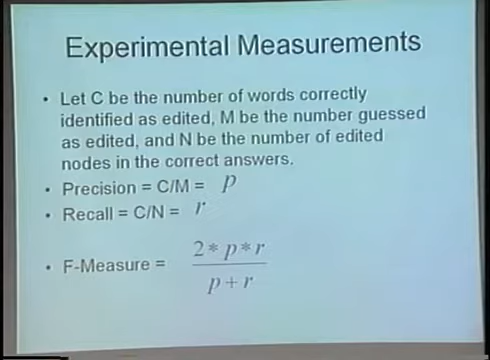 Experimental Measurements
• Let C be the number of words correctly
identified as edited, M be the number guessed
as edited, and N be the number of edited
nodes in the correct answers.
• Precision = C/M = p
• Recall = C/N = r
• F-Measure = 2*p*r
p+r